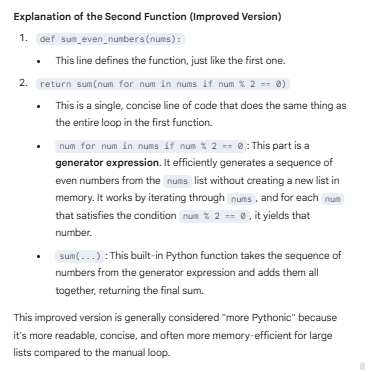 Explanation of the Second Function (Improved Version)
1. def sum_even_numbers(nums):
• This line defines the function, just like the first one.
2. return sum(num for num in nums if num % 2 == 0)
• This is a single, concise line of code that does the same thing as
the entire loop in the first function.
• num for num in nums if num % 2 == 0 : This part is a
generator expression. It efficiently generates a sequence of
even numbers from the nums list without creating a new list in
memory. It works by iterating through nums , and for each num
that satisfies the condition num % 2 == 0 , it yields that
number.
• sum(...) : This built-in Python function takes the sequence of
numbers from the generator expression and adds them all
together, returning the final sum.
This improved version is generally considered "more Pythonic" because
it's more readable, concise, and often more memory-efficient for large
lists compared to the manual loop.